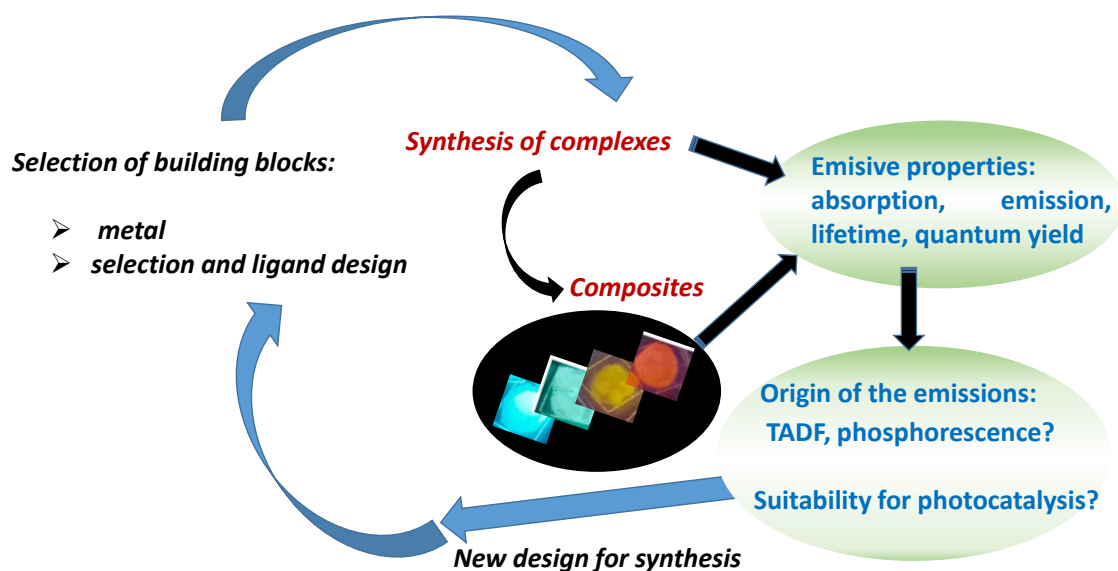 Selection of building blocks:
➢ metal
➢ selection and ligand design
Synthesis of complexes
Composites
Emisive properties:
absorption, emission,
lifetime, quantum yield
Origin of the emissions:
TADF, phosphorescence?
Suitability for photocatalysis?
New design for synthesis